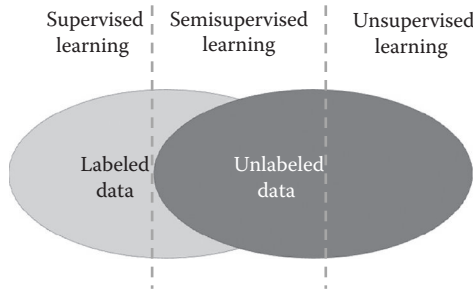 Supervised
learning
Semisupervised
learning
Unsupervised
learning
Labeled
data
Unlabeled
data